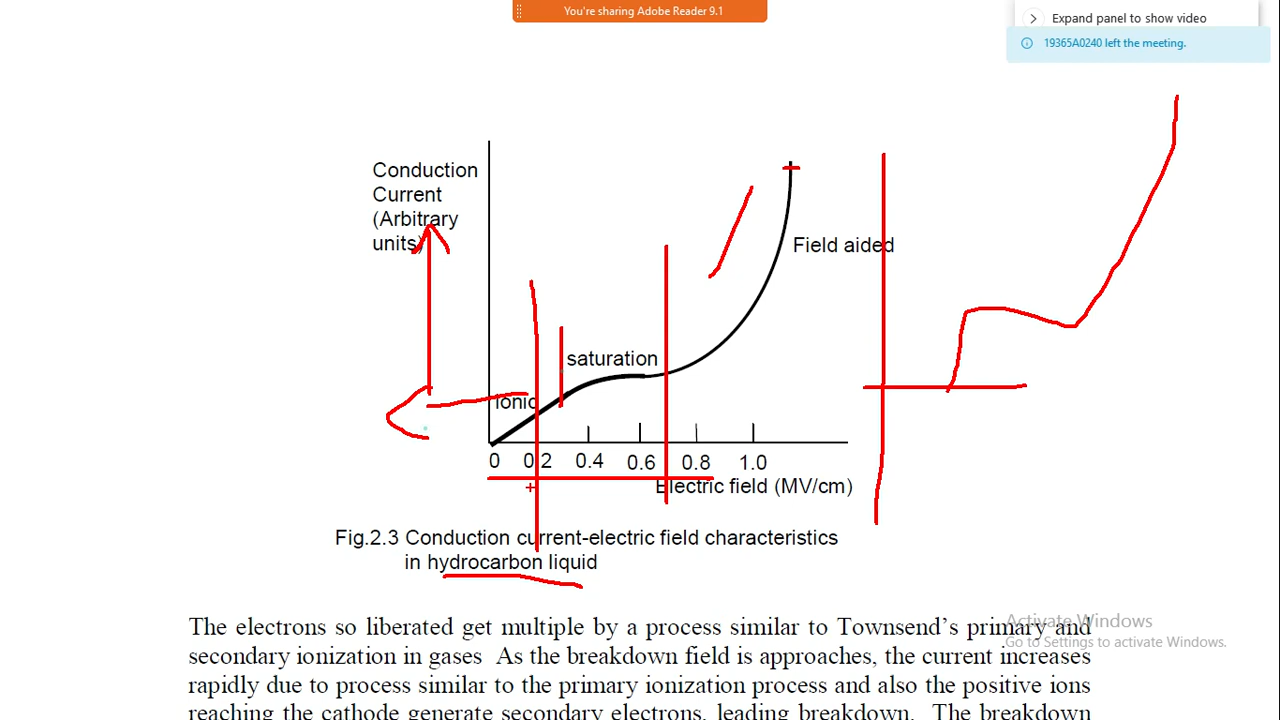 You're sharing Adobe Reader 9.1
Expand panel to show video
19365A0240 left the meeting.
Conduction
Current
(Arbitrary
units)
Field aided
saturation
ionic
0 0.2 0.4 0.6 0.8 1.0
Electric field (MV/cm)
Fig.2.3 Conduction current-electric field characteristics
in hydrocarbon liquid
The electrons so liberated get multiple by a process similar to Townsend's primary and
secondary ionization in gases As the breakdown field is approaches, the current increases
rapidly due to process similar to the primary ionization process and also the positive ions
reaching the cathode generate secondary electrons, leading breakdown. The breakdown
Activate Windows
Go to Settings to activate Windows.